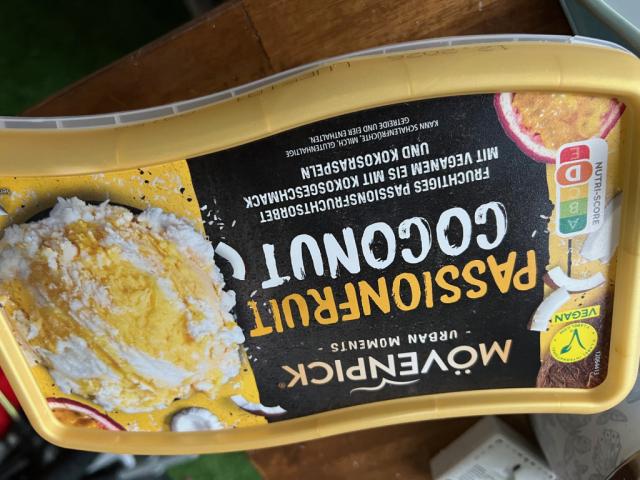 MÖVENPICK®
- URBAN MOMENTS -
PASSIONFRUIT
COCONUT
FRUCHTIGES PASSIONSFRUCHTSORBET
MIT VEGANEM EIS MIT KOKOSGESCHMACK
UND KOKOSRASPELN
KANN SCHALENFRÜCHTE, MILCH, GLUTENHALTIGE
GETREIDE UND EIER ENTHALTEN.
VEGAN
NUTRI-SCORE
A B C D E